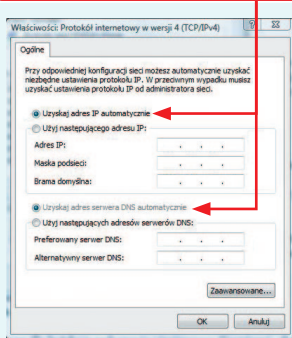 Właściwości: Protokół internetowy w wersji 4 (TCP/IPv4)
Ogólne
Przy odpowiedniej konfiguracji sieci możesz automatycznie uzyskać
niezbędne ustawienia protokołu IP. W przeciwnym wypadku musisz
uzyskać ustawienia protokołu IP od administratora sieci.
Uzyskaj adres IP automatycznie
Użyj następującego adresu IP:
Adres IP:
Maska podsieci:
Brama domyślna:
Uzyskaj adres serwera DNS automatycznie
Użyj następujących adresów serwerów DNS:
Preferowany serwer DNS:
Alternatywny serwer DNS:
Zaawansowane...
OK Anuluj